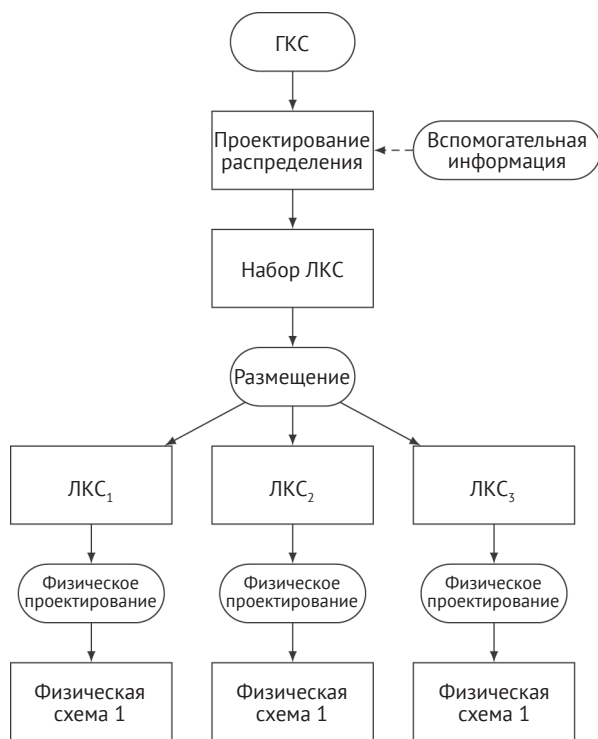 ГКС
Проектирование
распределения
Вспомогательная
информация
Набор ЛКС
Размещение
ЛКС₁
ЛКС₂
ЛКС₃
Физическое
проектирование
Физическое
проектирование
Физическое
проектирование
Физическая
схема 1
Физическая
схема 1
Физическая
схема 1